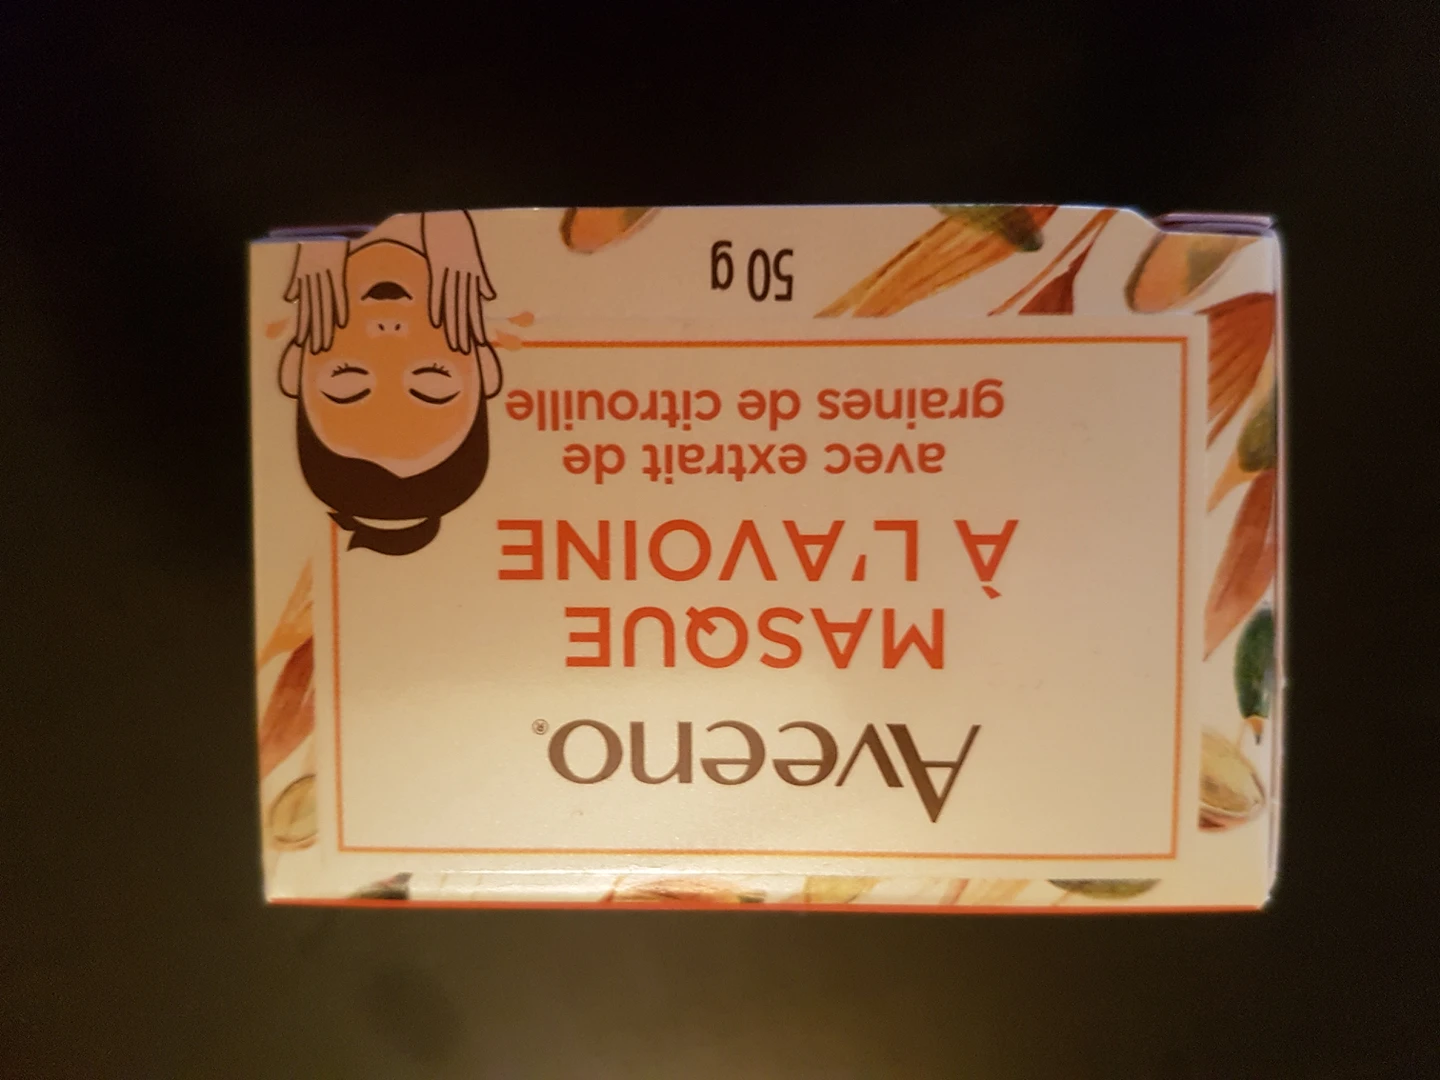 Aveeno®
MASQUE
À L'AVOINE
avec extrait de
graines de citrouille
50 g